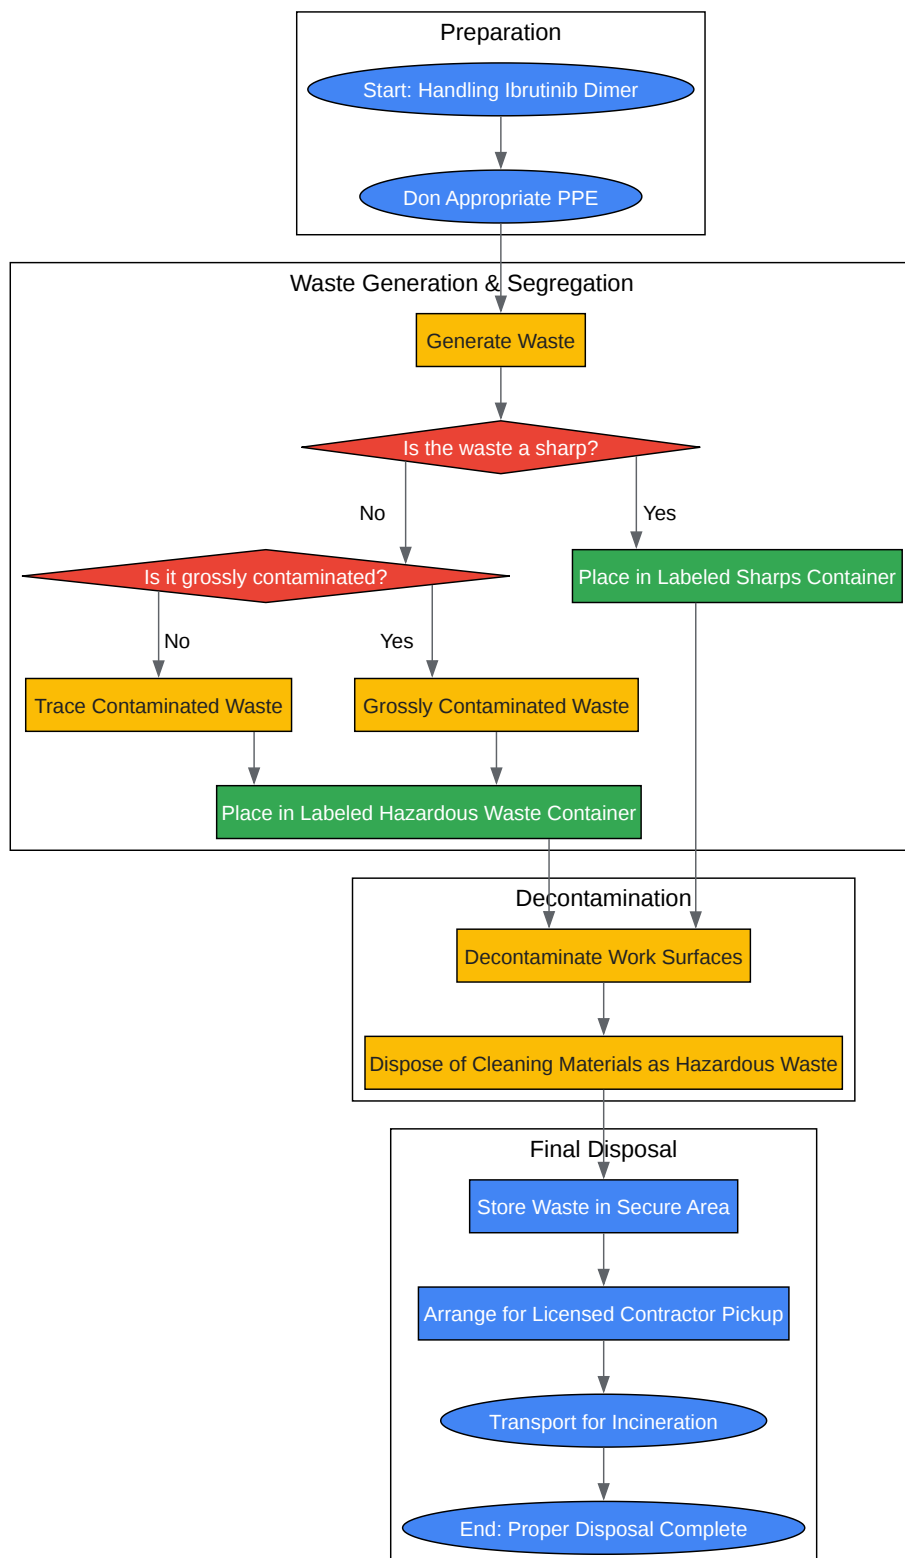 Preparation
Start: Handling Ibrutinib Dimer
Don Appropriate PPE
Waste Generation & Segregation
Generate Waste
Is the waste a sharp?
No
Yes
Is it grossly contaminated?
Place in Labeled Sharps Container
No
Yes
Trace Contaminated Waste
Grossly Contaminated Waste
Place in Labeled Hazardous Waste Container
Decontamination
Decontaminate Work Surfaces
Dispose of Cleaning Materials as Hazardous Waste
Final Disposal
Store Waste in Secure Area
Arrange for Licensed Contractor Pickup
Transport for Incineration
End: Proper Disposal Complete